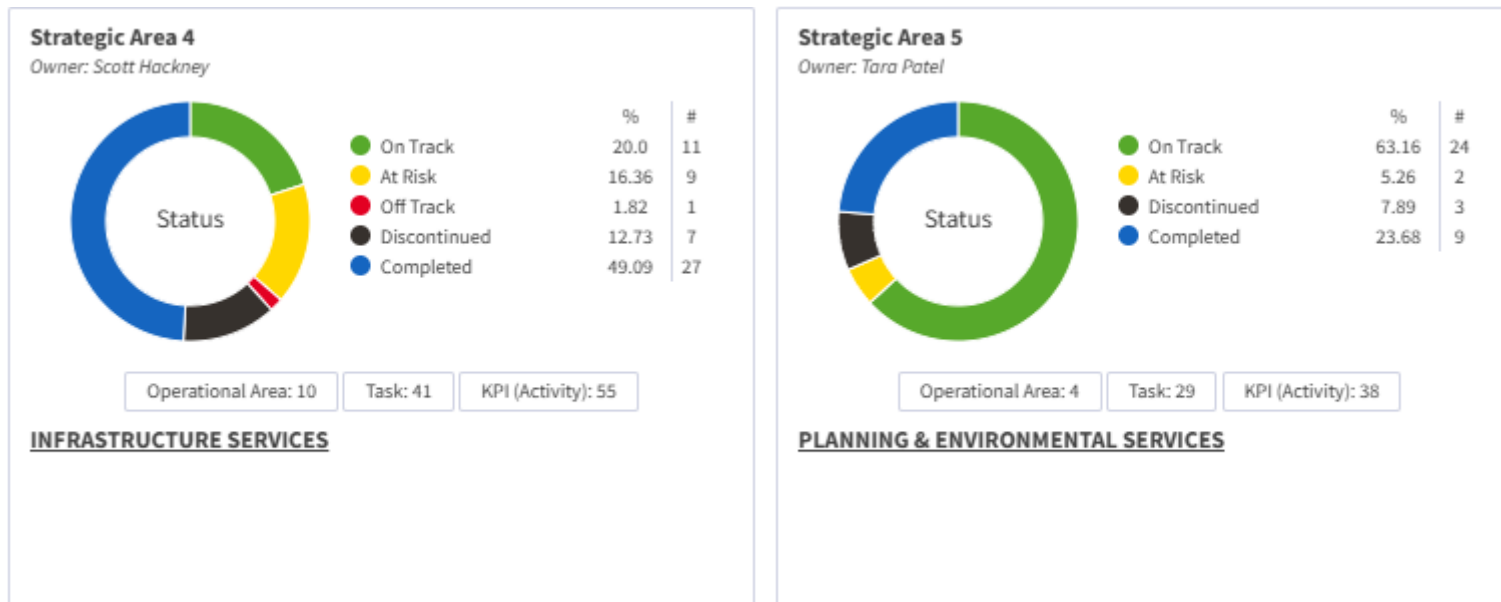 Strategic Area 4
Owner: Scott Hackney
% #
On Track 20.0 11
At Risk 16.36 9
Off Track 1.82 1
Discontinued 12.73 7
Completed 49.09 27
Status
Operational Area: 10 Task: 41 KPI (Activity): 55
INFRASTRUCTURE SERVICES
Strategic Area 5
Owner: Tara Patel
% #
On Track 63.16 24
At Risk 5.26 2
Discontinued 7.89 3
Completed 23.68 9
Status
Operational Area: 4 Task: 29 KPI (Activity): 38
PLANNING & ENVIRONMENTAL SERVICES